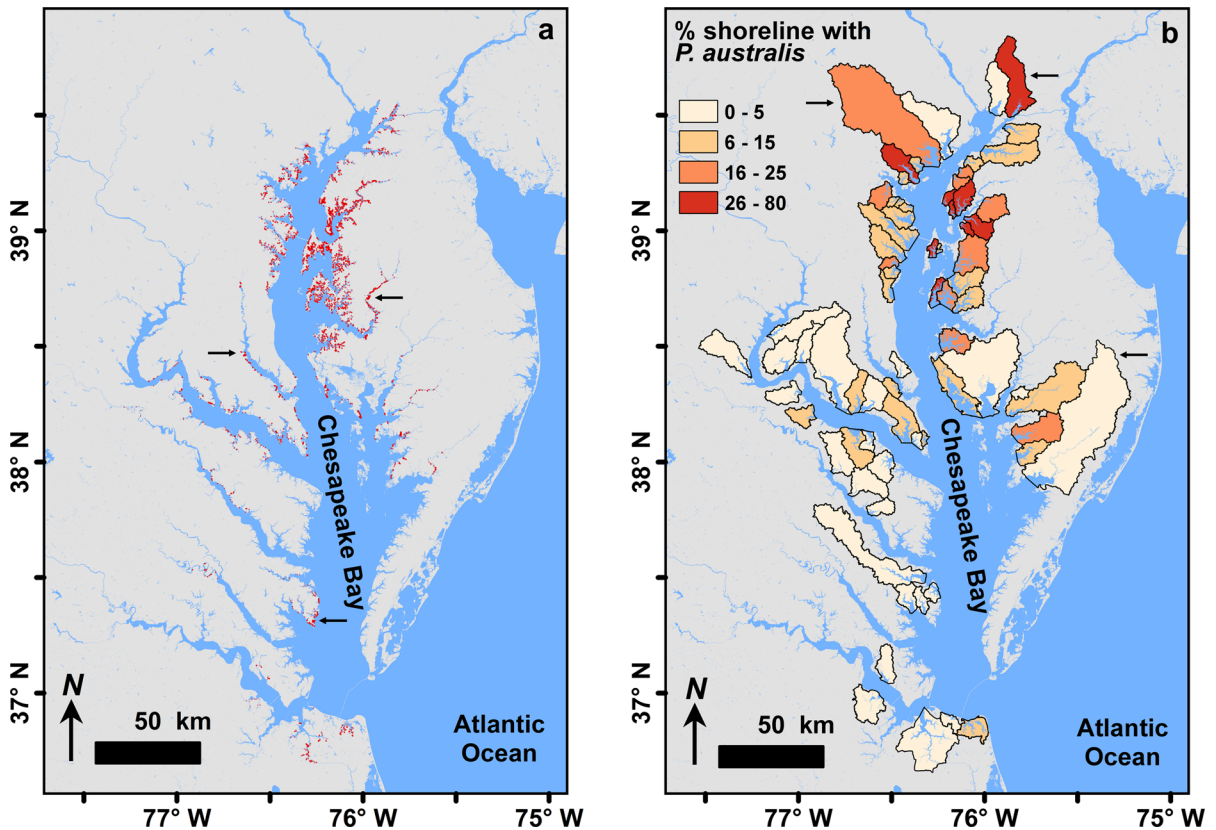 a
39° N
38° N
37° N
Chesapeake Bay
N
50 km
Atlantic
Ocean
77° W
76° W
75° W
b
% shoreline with
P. australis
0 - 5
6 - 15
16 - 25
26 - 80
39° N
38° N
37° N
Chesapeake Bay
N
50 km
Atlantic
Ocean
77° W
76° W
75° W